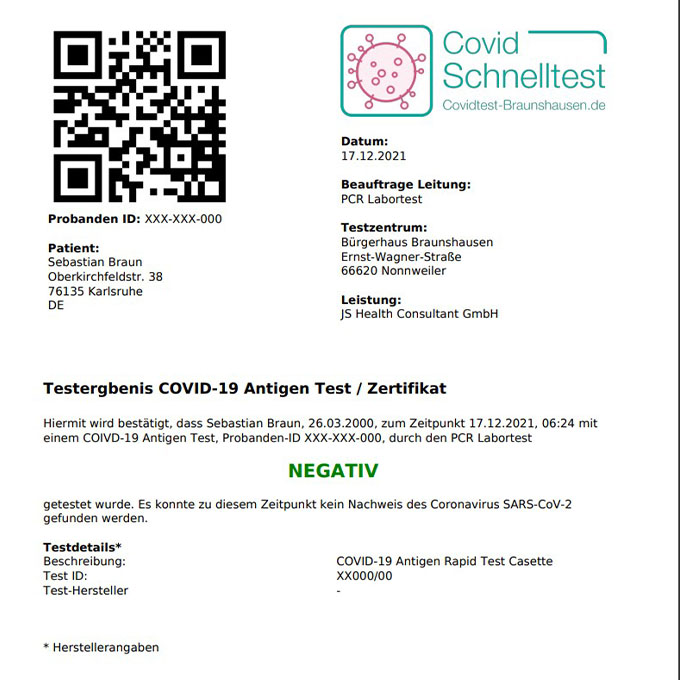 Covid
Schnelltest
Covidtest-Braunshausen.de
Datum:
17.12.2021
Beauftrage Leitung:
PCR Labortest
Testzentrum:
Bürgerhaus Braunshausen
Ernst-Wagner-Straße
66620 Nonnweiler
Leistung:
JS Health Consultant GmbH
Probanden ID: XXX-XXX-000
Patient:
Sebastian Braun
Oberkirchfeldstr. 38
76135 Karlsruhe
DE
Testergbenis COVID-19 Antigen Test / Zertifikat
Hiermit wird bestätigt, dass Sebastian Braun, 26.03.2000, zum Zeitpunkt 17.12.2021, 06:24 mit
einem COIVD-19 Antigen Test, Probanden-ID XXX-XXX-000, durch den PCR Labortest
NEGATIV
getestet wurde. Es konnte zu diesem Zeitpunkt kein Nachweis des Coronavirus SARS-CoV-2
gefunden werden.
Testdetails*
Beschreibung: COVID-19 Antigen Rapid Test Casette
Test ID: XX000/00
Test-Hersteller -
* Herstellerangaben